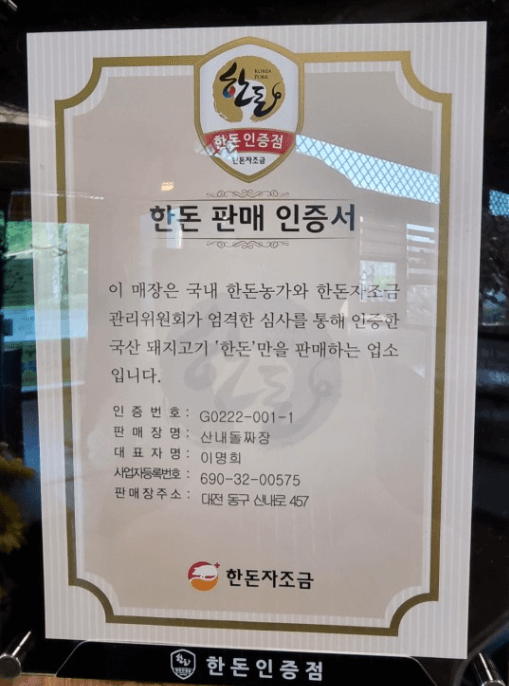 한돈
KOREA
PORK
한돈인증점
한돈자조금
한돈 판매 인증서
이 매장은 국내 한돈농가와 한돈자조금
관리위원회가 엄격한 심사를 통해 인증한
국산 돼지고기 '한돈'만을 판매하는 업소
입니다.
인증번호: G0222-001-1
판매장명: 산내돌짜장
대표자명: 이명희
사업자등록번호: 690-32-00575
판매장주소: 대전 동구 산내로 457
한돈자조금
한돈인증점